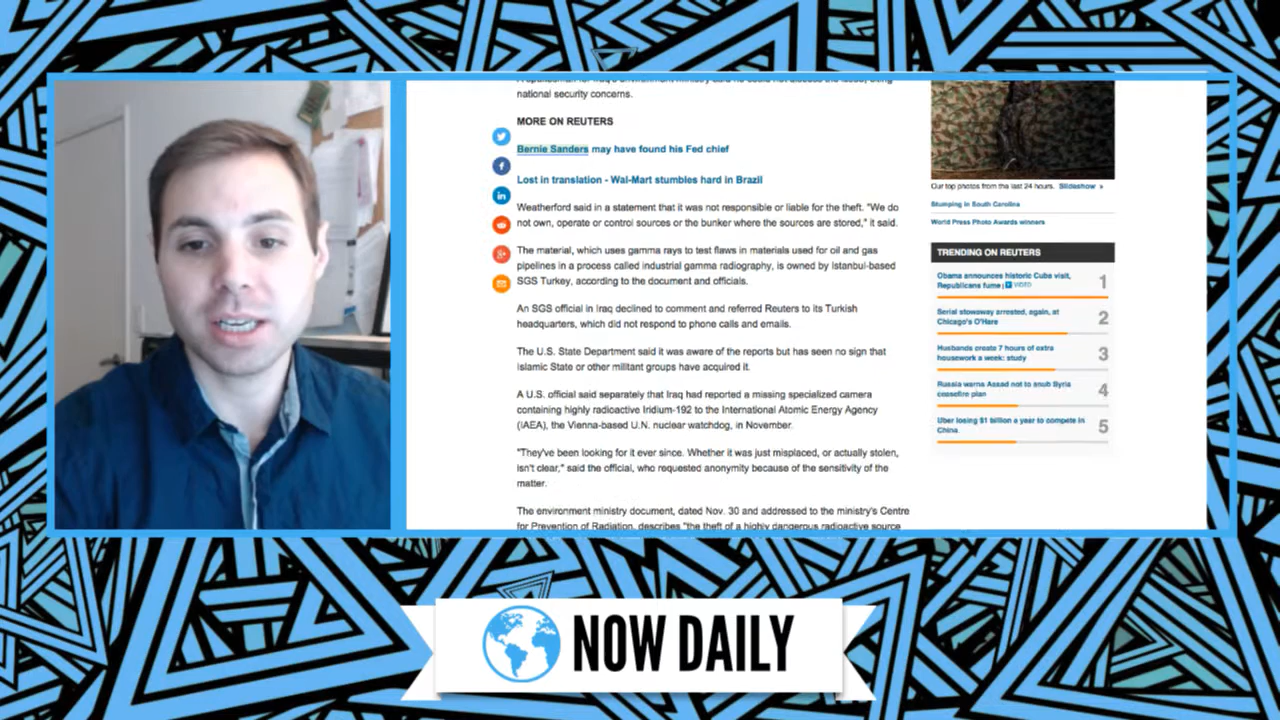 national security concerns.
MORE ON REUTERS
Bernie Sanders may have found his Fed chief
Lost in translation - Wal-Mart stumbles hard in Brazil
Weatherford said in a statement that it was not responsible or liable for the theft. "We do
not own, operate or control sources or the bunker where the sources are stored," it said.
The material, which uses gamma rays to test flaws in materials used for oil and gas
pipelines in a process called industrial gamma radiography, is owned by Istanbul-based
SGS Turkey, according to the document and officials.
An SGS official in Iraq declined to comment and referred Reuters to its Turkish
headquarters, which did not respond to phone calls and emails.
The U.S. State Department said it was aware of the reports but has seen no sign that
Islamic State or other militant groups have acquired it.
A U.S. official said separately that Iraq had reported a missing specialized camera
containing highly radioactive Iridium-192 to the International Atomic Energy Agency
(IAEA), the Vienna-based U.N. nuclear watchdog, in November.
"They've been looking for it ever since. Whether it was just misplaced, or actually stolen,
isn't clear," said the official, who requested anonymity because of the sensitivity of the
matter.
The environment ministry document, dated Nov. 30 and addressed to the ministry's Centre
for Prevention of Radiation, describes "the theft of a highly dangerous radioactive source
Our top photos from the last 24 hours. Slideshow »
Stumping in South Carolina
World Press Photo Awards winners
TRENDING ON REUTERS
Obama announces historic Cuba visit,
Republicans fume | VIDEO 1
Serial stowaway arrested, again, at
Chicago's O'Hare 2
Husbands create 7 hours of extra
housework a week: study 3
Russia warns Assad not to snub Syria
ceasefire plan 4
Uber losing $1 billion a year to compete in
China 5
NOW DAILY